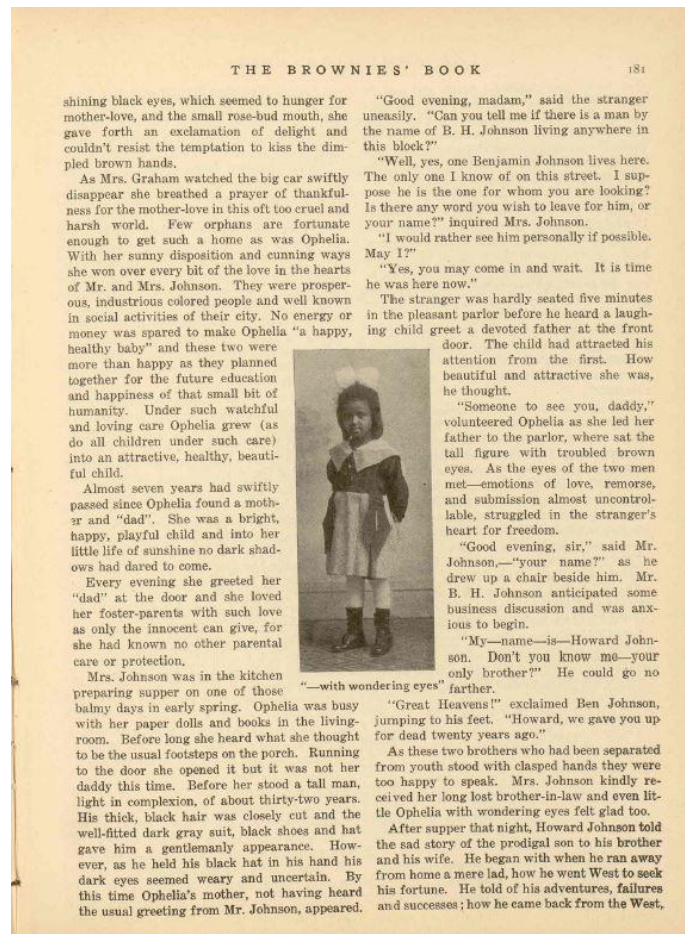 THE BROWNIES' BOOK 181
shining black eyes, which seemed to hunger for
mother-love, and the small rose-bud mouth, she
gave forth an exclamation of delight and
couldn't resist the temptation to kiss the dim-
pled brown hands.
As Mrs. Graham watched the big car swiftly
disappear she breathed a prayer of thankful-
ness for the mother-love in this oft too cruel and
harsh world. Few orphans are fortunate
enough to get such a home as was Ophelia.
With her sunny disposition and cunning ways
she won over every bit of the love in the hearts
of Mr. and Mrs. Johnson. They were prosper-
ous, industrious colored people and well known
in social activities of their city. No energy or
money was spared to make Ophelia "a happy,
healthy baby" and these two were
more than happy as they planned
together for the future education
and happiness of that small bit of
humanity. Under such watchful
and loving care Ophelia grew (as
do all children under such care)
into an attractive, healthy, beauti-
ful child.
Almost seven years had swiftly
passed since Ophelia found a moth-
er and "dad". She was a bright,
happy, playful child and into her
little life of sunshine no dark shad-
ows had dared to come.
Every evening she greeted her
"dad" at the door and she loved
her foster-parents with such love
as only the innocent can give, for
she had known no other parental
care or protection.
Mrs. Johnson was in the kitchen
preparing supper on one of those
balmy days in early spring. Ophelia was busy
with her paper dolls and books in the living-
room. Before long she heard what she thought
to be the usual footsteps on the porch. Running
to the door she opened it but it was not her
daddy this time. Before her stood a tall man,
light in complexion, of about thirty-two years.
His thick, black hair was closely cut and the
well-fitted dark gray suit, black shoes and hat
gave him a gentlemanly appearance. How-
ever, as he held his black hat in his hand his
dark eyes seemed weary and uncertain. By
this time Ophelia's mother, not having heard
the usual greeting from Mr. Johnson, appeared.
"Good evening, madam," said the stranger
uneasily. "Can you tell me if there is a man by
the name of B. H. Johnson living anywhere in
this block?"
"Well, yes, one Benjamin Johnson lives here.
The only one I know of on this street. I sup-
pose he is the one for whom you are looking?
Is there any word you wish to leave for him, or
your name?" inquired Mrs. Johnson.
"I would rather see him personally if possible.
May I?"
"Yes, you may come in and wait. It is time
he was here now."
The stranger was hardly seated five minutes
in the pleasant parlor before he heard a laugh-
ing child greet a devoted father at the front
door. The child had attracted his
attention from the first. How
beautiful and attractive she was,
he thought.
"Someone to see you, daddy,"
volunteered Ophelia as she led her
father to the parlor, where sat the
tall figure with troubled brown
eyes. As the eyes of the two men
met—emotions of love, remorse,
and submission almost uncontrol-
lable, struggled in the stranger's
heart for freedom.
"Good evening, sir," said Mr.
Johnson,—"your name?" as he
drew up a chair beside him. Mr.
B. H. Johnson anticipated some
business discussion and was anx-
ious to begin.
"My—name—is—Howard John-
son. Don't you know me—your
only brother?" He could go no
farther.
"Great Heavens!" exclaimed Ben Johnson,
jumping to his feet. "Howard, we gave you up
for dead twenty years ago."
As these two brothers who had been separated
from youth stood with clasped hands they were
too happy to speak. Mrs. Johnson kindly re-
ceived her long lost brother-in-law and even lit-
tle Ophelia with wondering eyes felt glad too.
After supper that night, Howard Johnson told
the sad story of the prodigal son to his brother
and his wife. He began with when he ran away
from home a mere lad, how he went West to seek
his fortune. He told of his adventures, failures
and successes; how he came back from the West,
"—with wondering eyes"